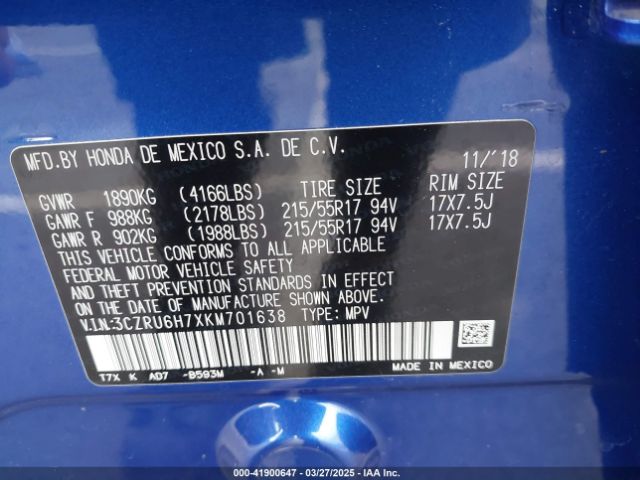 MFD.BY HONDA DE MEXICO S.A. DE C.V. 11/'18
GVWR 1890KG (4166LBS) TIRE SIZE RIM SIZE
GAWR F 988KG (2178LBS) 215/55R17 94V 17X7.5J
GAWR R 902KG (1988LBS) 215/55R17 94V 17X7.5J
THIS VEHICLE CONFORMS TO ALL APPLICABLE
FEDERAL MOTOR VEHICLE SAFETY
AND THEFT PREVENTION STANDARDS IN EFFECT
ON THE DATE OF MANUFACTURE SHOWN ABOVE.
V.I.N:3CZRU6H7XKM701638 TYPE: MPV
T7X K AD7 -B593M -A -M MADE IN MEXICO
000-41900647 | 03/27/2025 | IAA Inc.